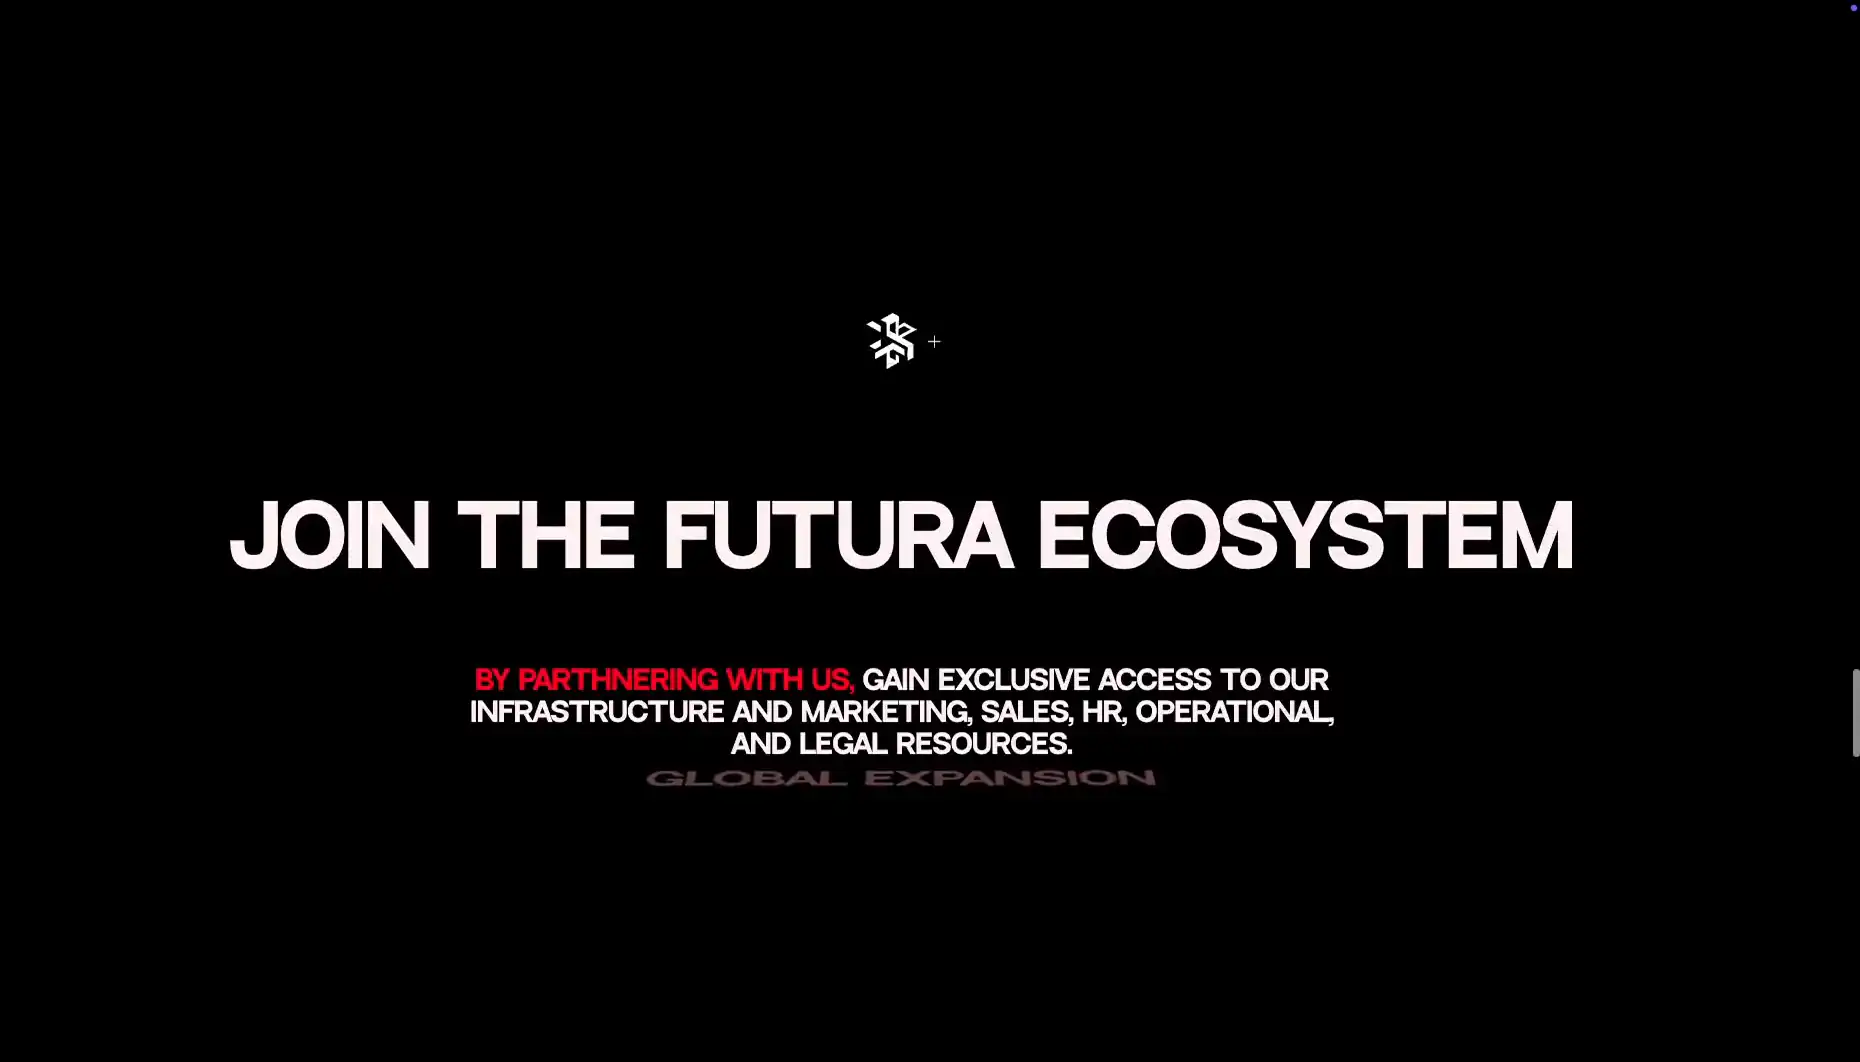 JOIN THE FUTURA ECOSYSTEM
BY PARTHNERING WITH US, GAIN EXCLUSIVE ACCESS TO OUR
INFRASTRUCTURE AND MARKETING, SALES, HR, OPERATIONAL,
AND LEGAL RESOURCES.
GLOBAL EXPANSION